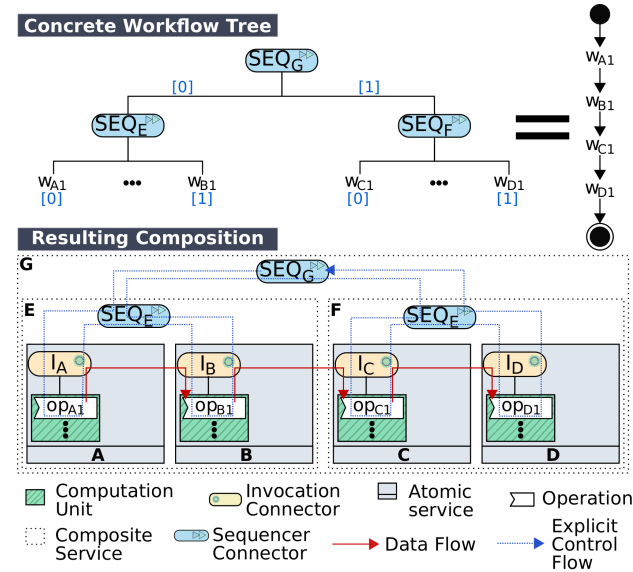 Concrete Workflow Tree
SEQG
[0] [1]
SEQE SEQF
wA1 ••• wB1 wC1 ••• wD1
[0] [1] [0] [1]
wA1
wB1
wC1
wD1
Resulting Composition
G
SEQG
E SEQE F SEQE
IA IB IC ID
opA1 opB1 opC1 opD1
A B C D
Computation
Unit
Invocation
Connector
Atomic
service
Operation
Composite
Service
Sequencer
Connector
Data Flow
Explicit
Control
Flow